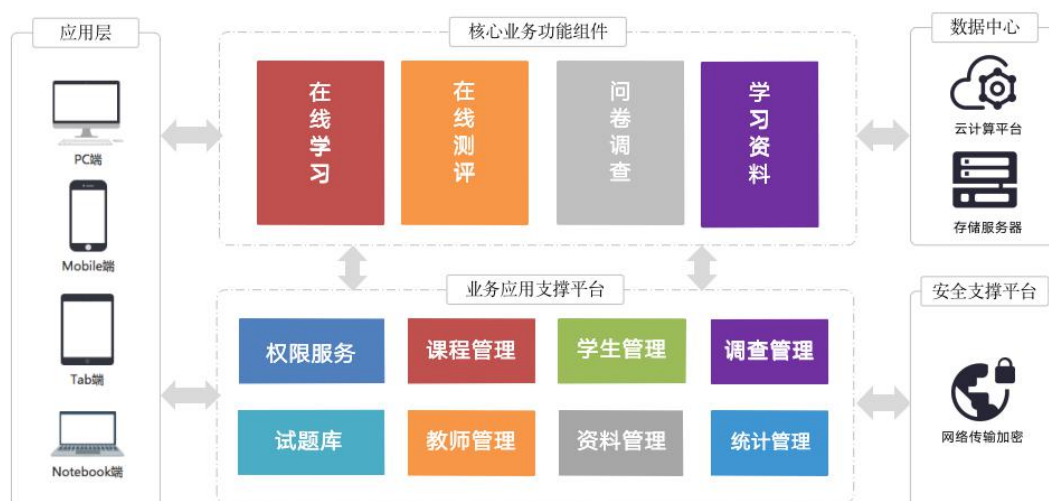 应用层
PC端
Mobile端
Tab端
Notebook端
核心业务功能组件
在线学习
在线测评
问卷调查
学习资料
业务应用支撑平台
权限服务
课程管理
学生管理
调查管理
试题库
教师管理
资料管理
统计管理
数据中心
云计算平台
存储服务器
安全支撑平台
网络传输加密